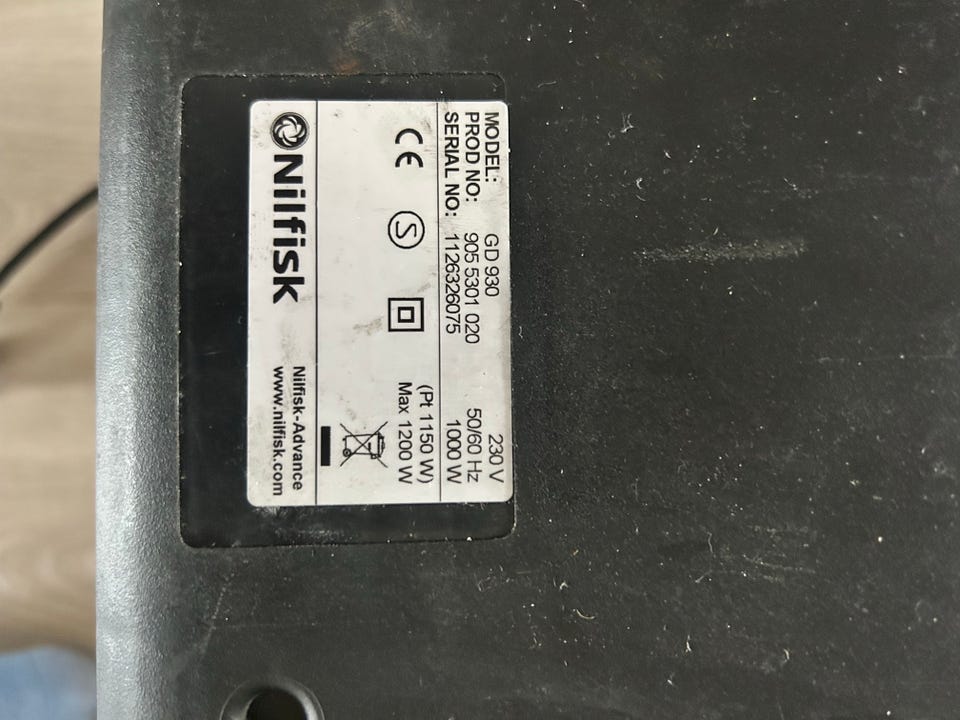 MODEL: GD 930 230 V
PROD NO: 905 5301 020 50/60 Hz
SERIAL NO: 1126326075 1000 W
(Pt 1150 W)
CE S Max 1200 W
Nilfisk Nilfisk-Advance
www.nilfisk.com